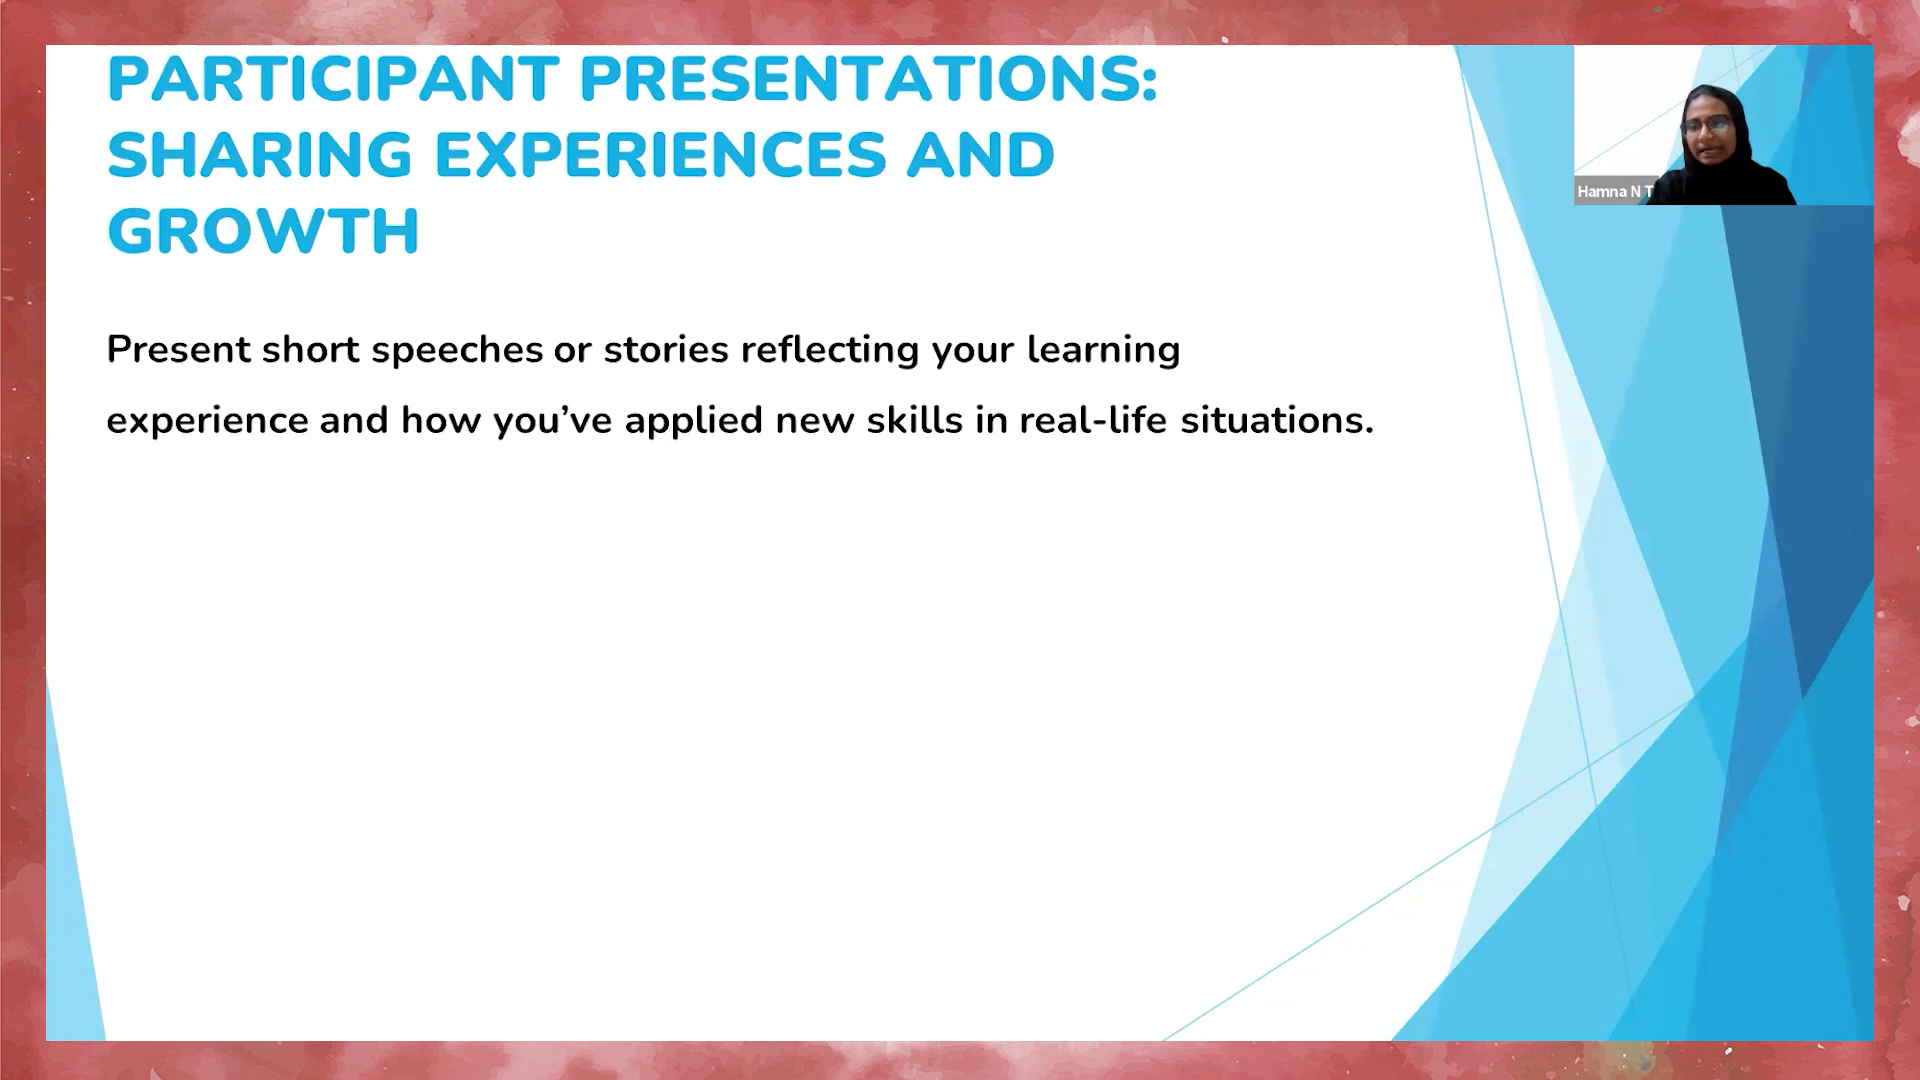 PARTICIPANT PRESENTATIONS:
SHARING EXPERIENCES AND
GROWTH
Hamna N T
Present short speeches or stories reflecting your learning
experience and how you’ve applied new skills in real-life situations.